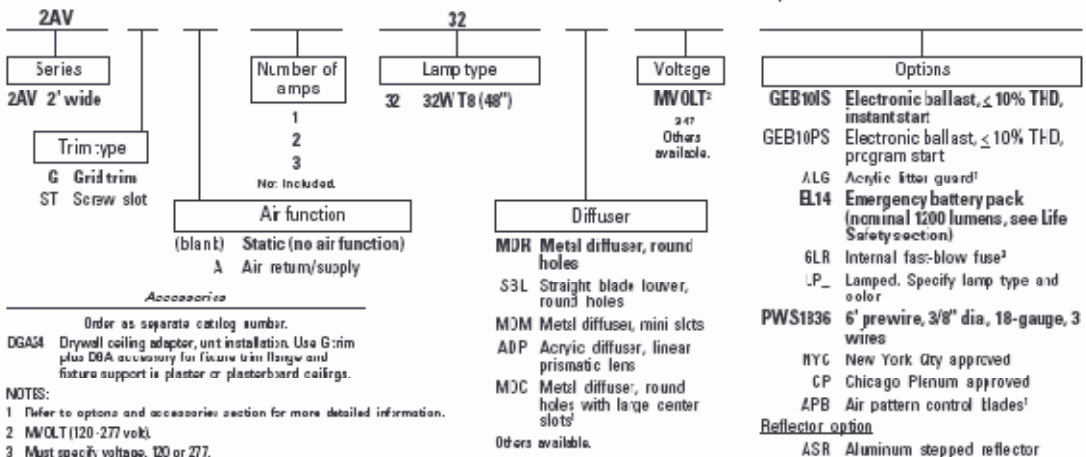 2AV 32
Series
2AV 2' wide
Trim type
G Grid trim
ST Screw slot
Number of
amps
1
2
3
Not included.
Air function
(blank) Static (no air function)
A Air return/supply
Lamp type
32 32W T8 (48")
Voltage
MVOLT²
347
Others
available.
Diffuser
MDR Metal diffuser, round
holes
SBL Straight blade louver,
round holes
MDM Metal diffuser, mini slots
ADP Acrylic diffuser, linear
prismatic lens
MDC Metal diffuser, round
holes with large center
slots¹
Others available.
Options
GEB10IS Electronic ballast, ≤ 10% THD,
instant start
GEB10PS Electronic ballast, ≤ 10% THD,
program start
ALG Acrylic litter guard¹
EL14 Emergency battery pack
(nominal 1200 lumens, see Life
Safety section)
GLR Internal fast-blow fuse³
LP_ Lamped. Specify lamp type and
color
PWS1836 6' prewire, 3/8" dia, 18-gauge, 3
wires
NYC New York City approved
CP Chicago Plenum approved
APB Air pattern control blades¹
Reflector option
ASR Aluminum stepped reflector
Accessories
Order as separate catalog number.
DGA24 Drywall ceiling adapter, unit installation. Use G trim
plus DGA accessory for fixture trim flange and
fixture support in plaster or plasterboard ceilings.
NOTES:
1 Refer to options and accessories section for more detailed information.
2 MVOLT (120-277 volt).
3 Must specify voltage, 120 or 277.